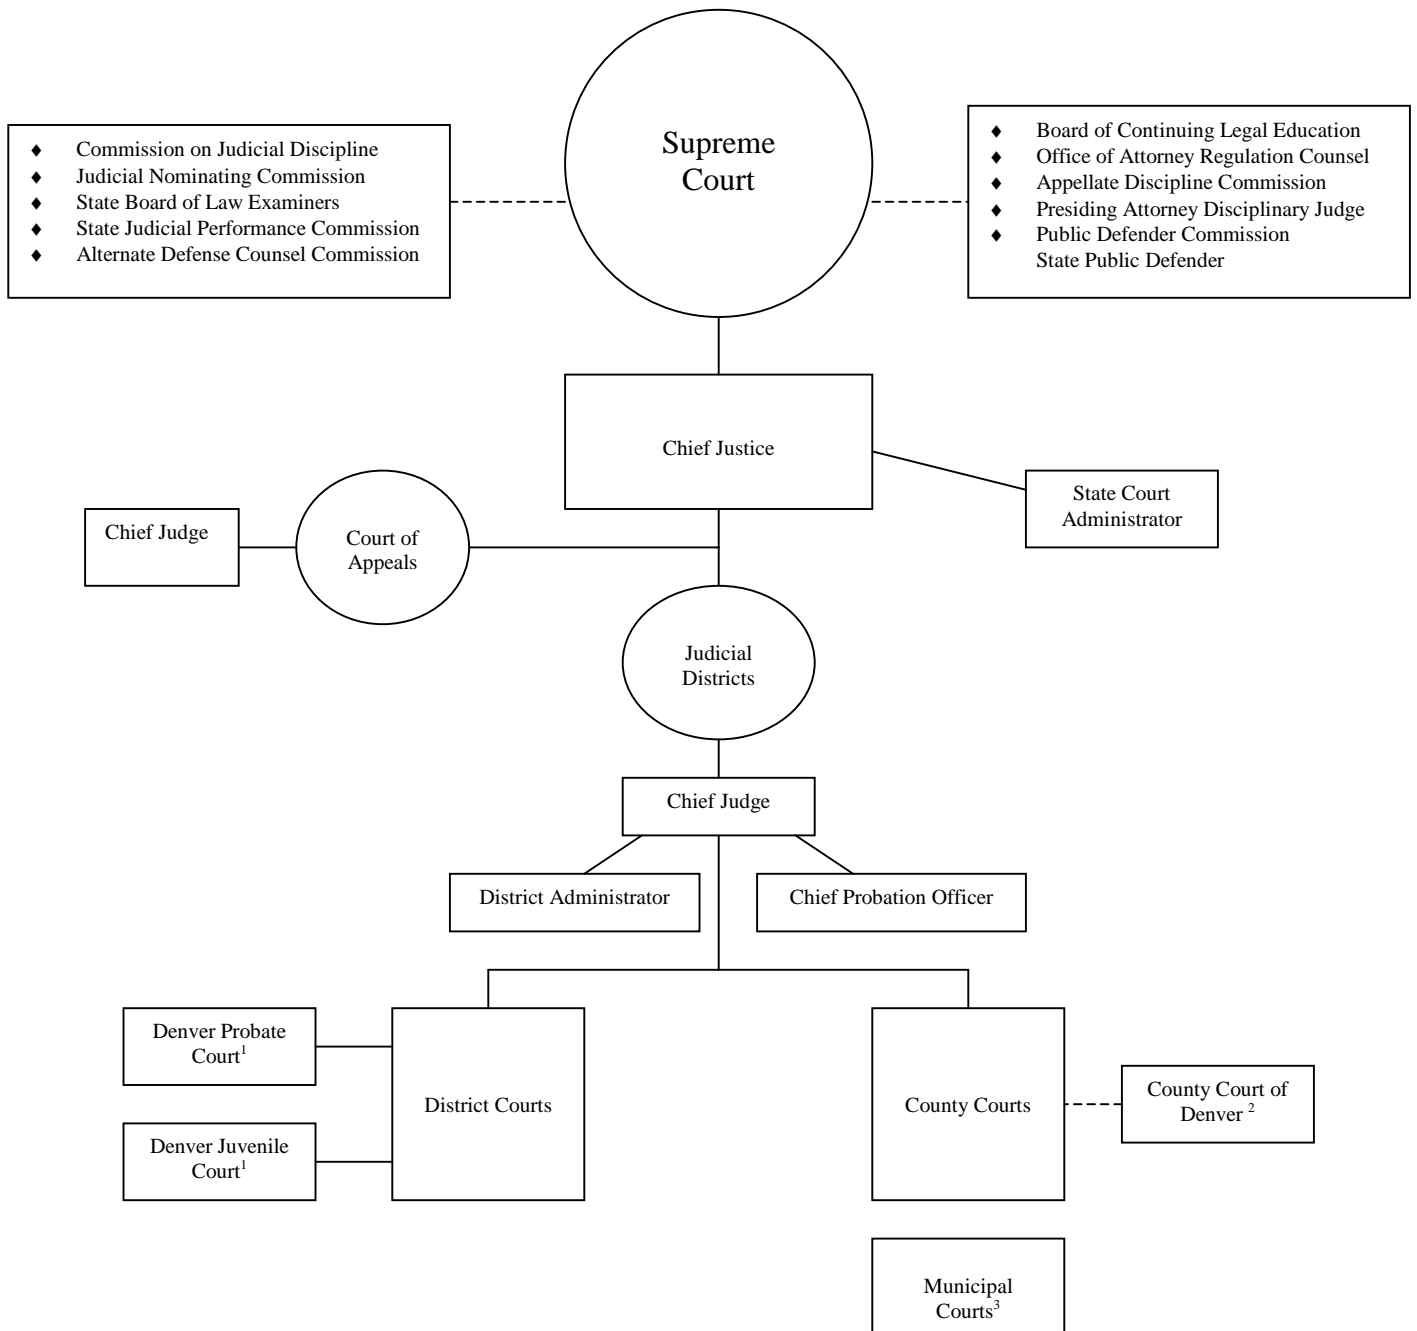 Supreme
Court
♦ Commission on Judicial Discipline
♦ Judicial Nominating Commission
♦ State Board of Law Examiners
♦ State Judicial Performance Commission
♦ Alternate Defense Counsel Commission
♦ Board of Continuing Legal Education
♦ Office of Attorney Regulation Counsel
♦ Appellate Discipline Commission
♦ Presiding Attorney Disciplinary Judge
♦ Public Defender Commission
State Public Defender
Chief Justice
State Court
Administrator
Chief Judge
Court of
Appeals
Judicial
Districts
Chief Judge
District Administrator
Chief Probation Officer
Denver Probate
Court¹
Denver Juvenile
Court¹
District Courts
County Courts
County Court of
Denver ²
Municipal
Courts³